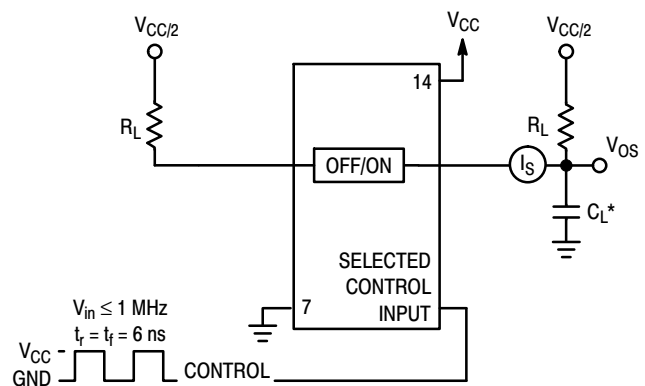 VCC/2
VCC
VCC/2
14
RL
RL
VOS
OFF/ON
IS
CL*
SELECTED
CONTROL
INPUT
7
Vin ≤ 1 MHz
tr = tf = 6 ns
VCC
GND
CONTROL